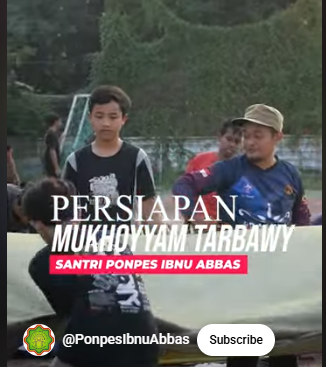 PERSIAPAN
MUKHOYYAM TARBAWY
SANTRI PONPES IBNU ABBAS
@PonpesIbnuAbbas
Subscribe